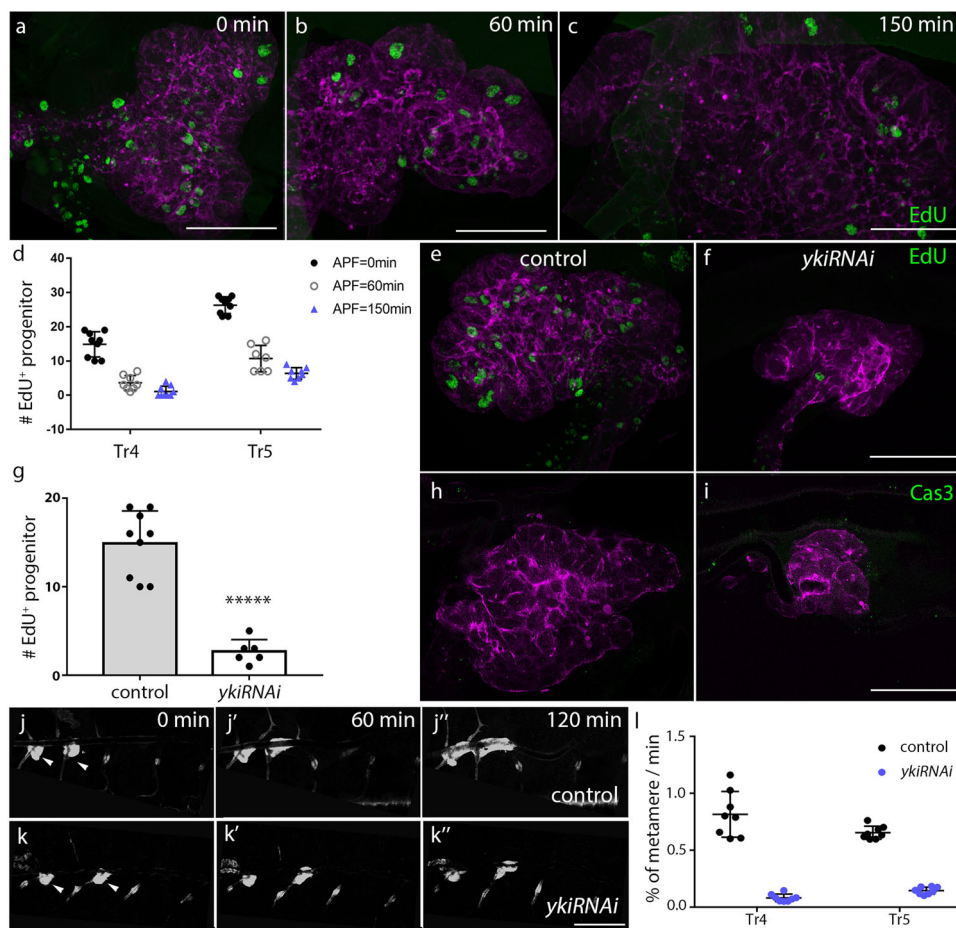 a 0 min b 60 min c 150 min
EdU
d
APF=0min
APF=60min
APF=150min
# EdU⁺ progenitor
40
30
20
10
0
-10
Tr4 Tr5
e control f ykiRNAi EdU
g
# EdU⁺ progenitor
20
10
0
*****
control ykiRNAi
h i Cas3
j 0 min j' 60 min j'' 120 min
control
k k' k''
ykiRNAi
l
control
ykiRNAi
% of metamere / min
1.5
1.0
0.5
0.0
Tr4 Tr5